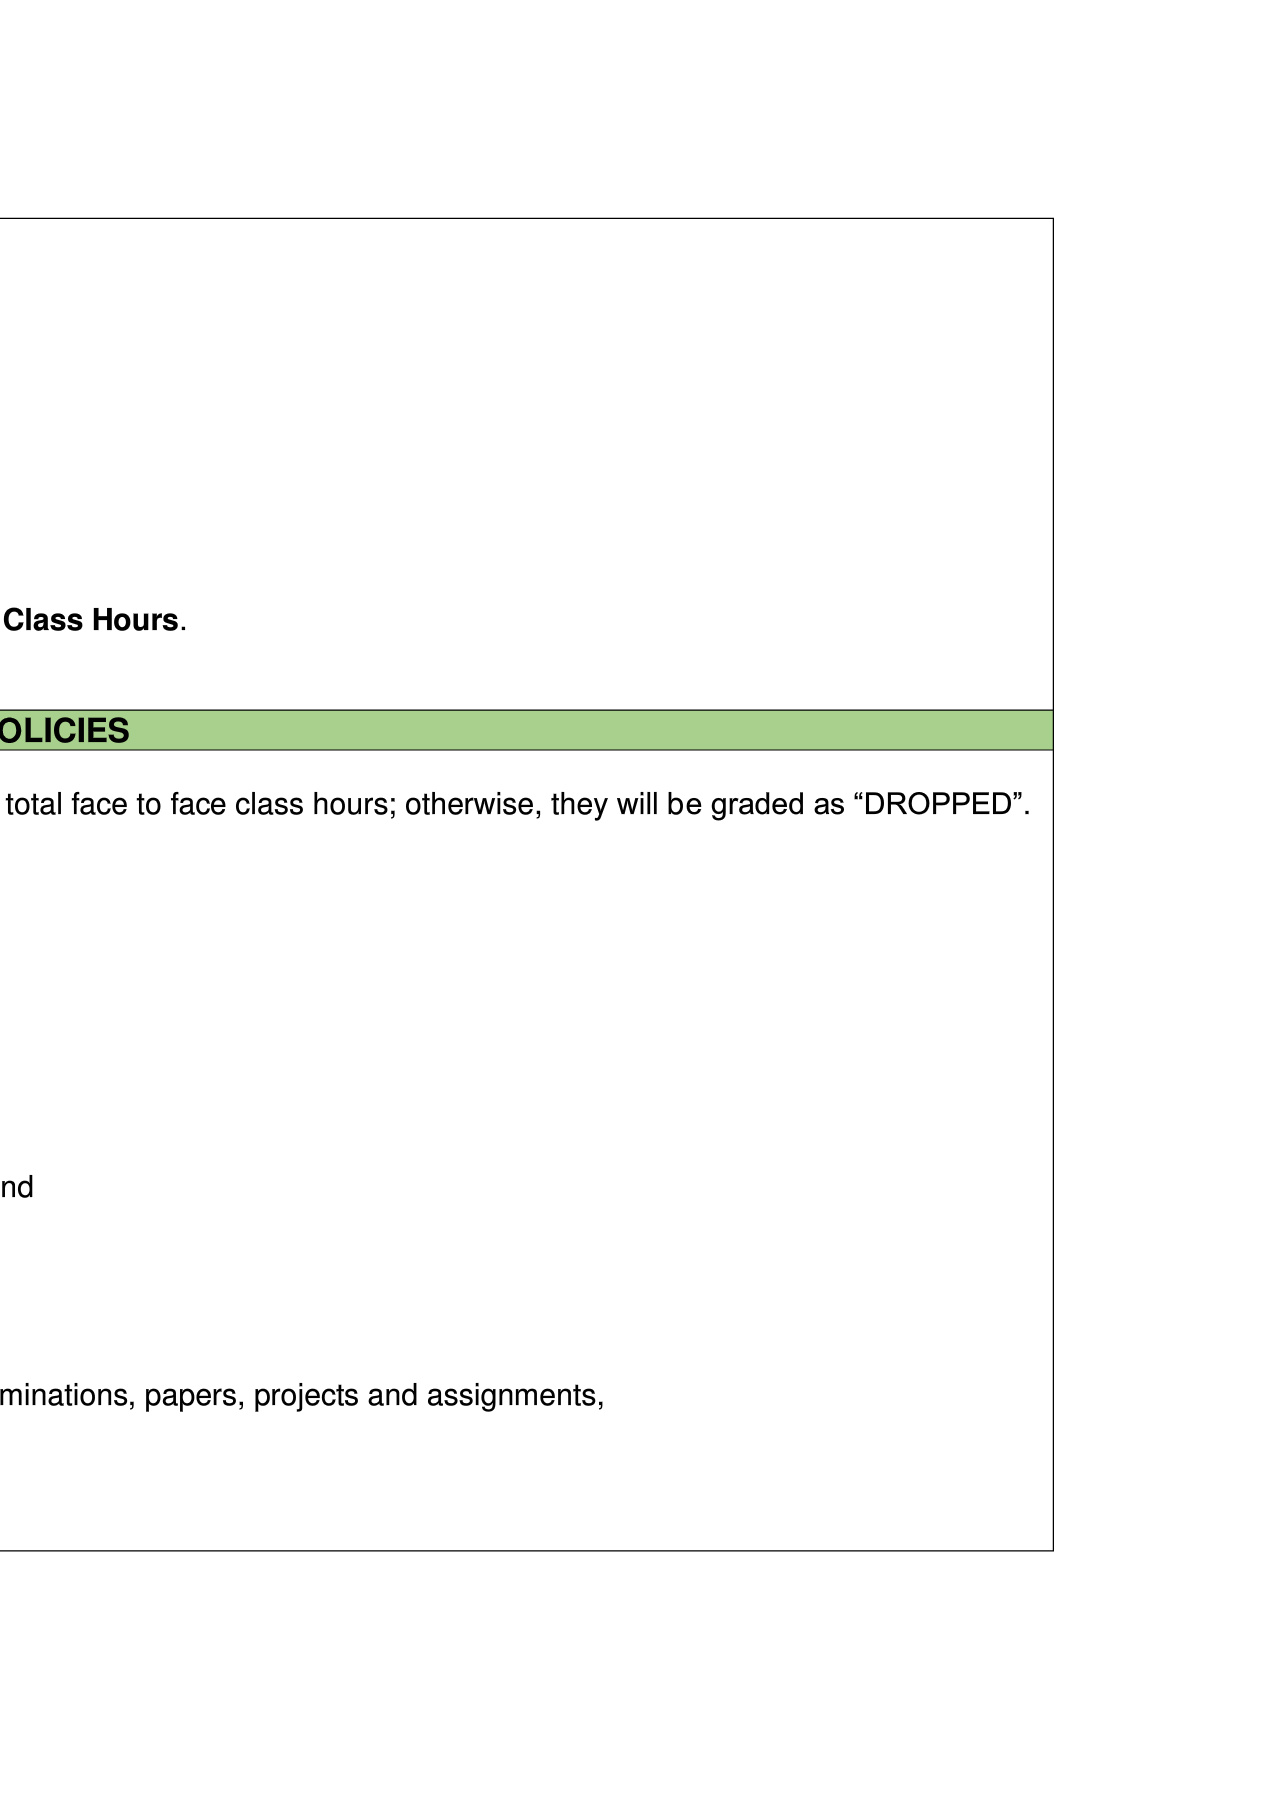 Class Hours.
OLICIES
total face to face class hours; otherwise, they will be graded as “DROPPED”.
nd
minations, papers, projects and assignments,